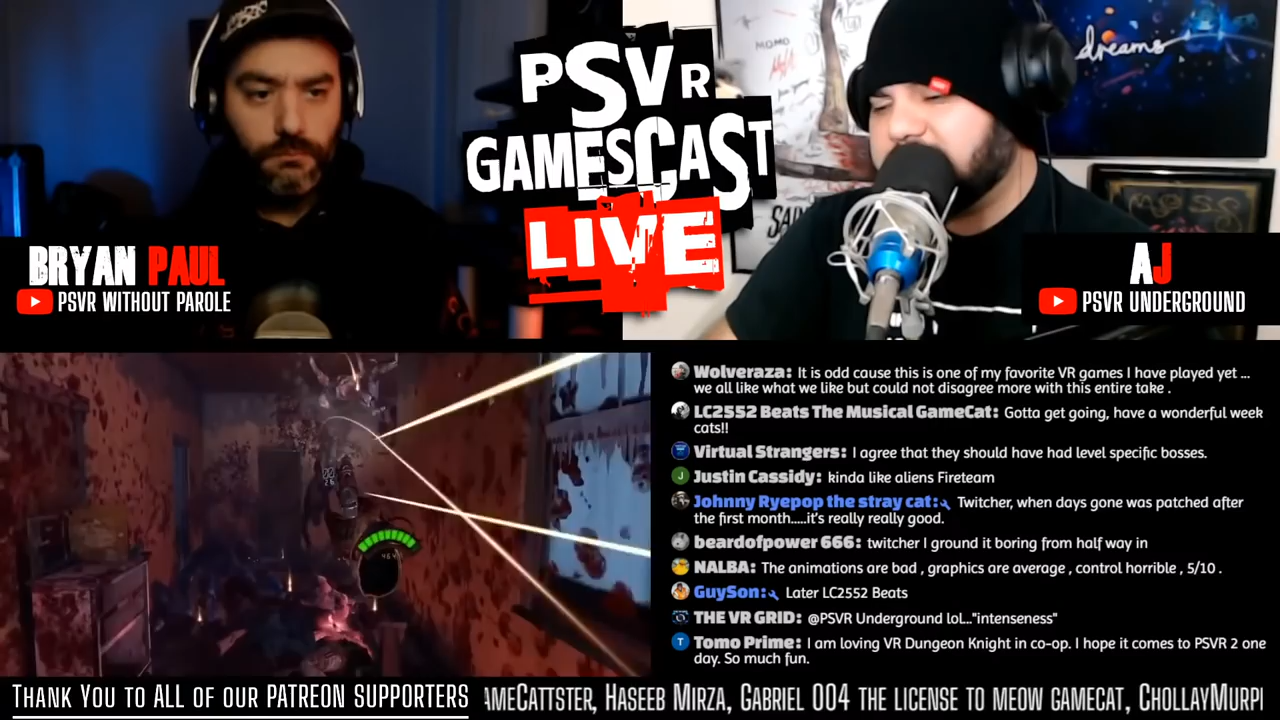 PSVR
GAMESCAST
LIVE
dreams
MOMO
BRYAN PAUL
PSVR WITHOUT PAROLE
AJ
PSVR UNDERGROUND
Wolveraza: It is odd cause this is one of my favorite VR games I have played yet ...
we all like what we like but could not disagree more with this entire take .
LC2552 Beats The Musical GameCat: Gotta get going, have a wonderful week
cats!!
Virtual Strangers: I agree that they should have had level specific bosses.
Justin Cassidy: kinda like aliens Fireteam
Johnny Ryepop the stray cat: Twitcher, when days gone was patched after
the first month.....it's really really good.
beardofpower 666: twitcher I ground it boring from half way in
NALBA: The animations are bad , graphics are average , control horrible , 5/10 .
GuySon: Later LC2552 Beats
THE VR GRID: @PSVR Underground lol..."intenseness"
T
Tomo Prime: I am loving VR Dungeon Knight in co-op. I hope it comes to PSVR 2 one
day. So much fun.
THANK YOU TO ALL OF OUR PATREON SUPPORTERS
AMECATTSTER, HASEEB MIRZA, GABRIEL 004 THE LICENSE TO MEOW GAMECAT, CHOLLAYMURPI